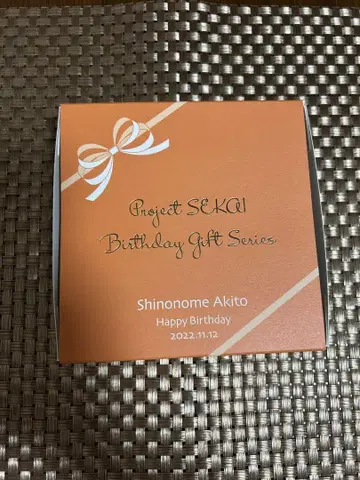 Project SEKAI
Birthday Gift Series
Shinonome Akito
Happy Birthday
2022.11.12